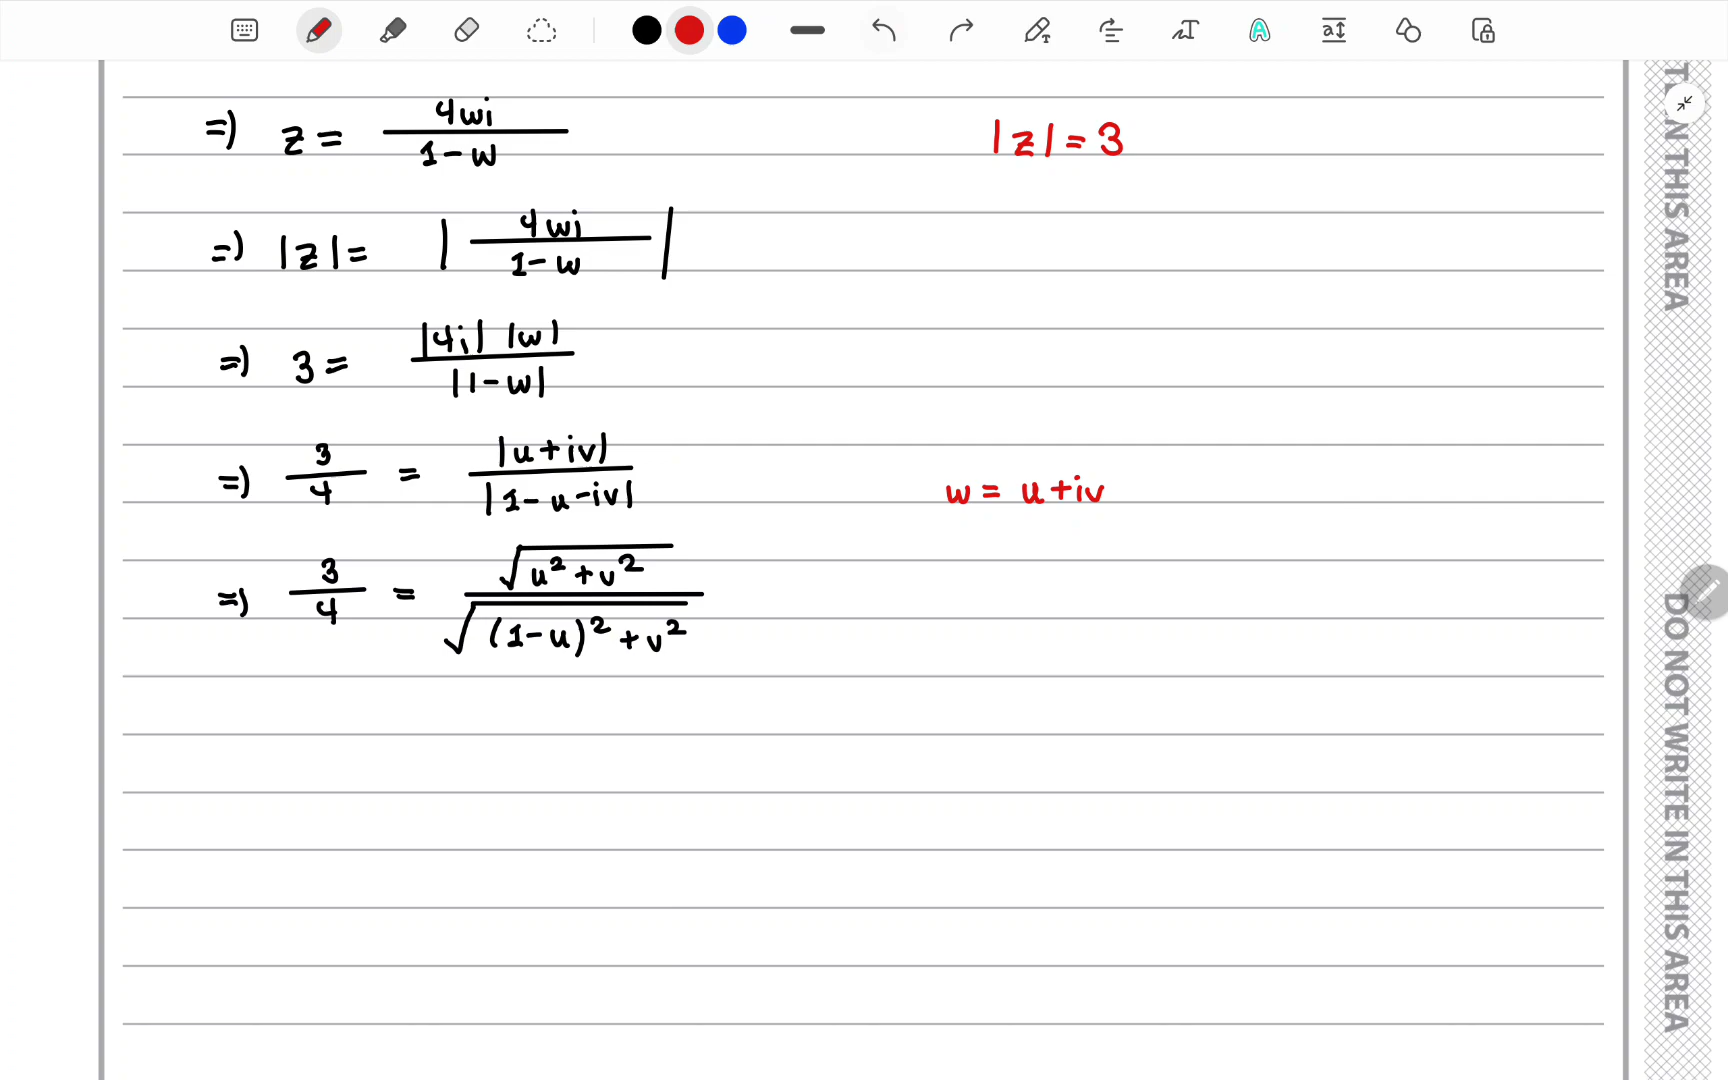 =) z = 4wi / 1-w
|z| = 3
=) |z| = | 4wi / 1-w |
=) 3 = |4i| |w| / |1-w|
=) 3/4 = |u+iv| / |1-u-iv|
w = u+iv
=) 3/4 = √(u²+v²) / √((1-u)²+v²)
T
N THIS AREA
DO NOT WRITE IN THIS AREA